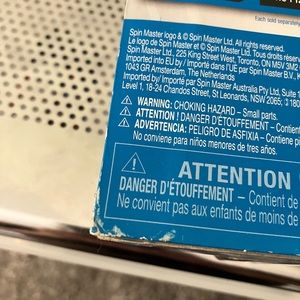 Each sold separately
Spin Master logo & © Spin Master Ltd. All rights reserved.
Le logo de Spin Master et © Spin Master Ltd. Tous droits réser
Spin Master Ltd., 225 King Street West, Toronto, ON M5V 3M2
Imported into EU by / Importé dans l'UE par Spin Master B.V.,
1043 GR Amsterdam, The Netherlands
Imported by/ Importé par Spin Master Australia Pty Ltd, Suite
Level 1, 18-24 Chandos Street, St Leonards, NSW 2065;
WARNING: CHOKING HAZARD – Small parts.
ATTENTION ! DANGER D'ÉTOUFFEMENT – Contient
ADVERTENCIA: PELIGRO DE ASFIXIA – Contiene
No conviene para niños menores de tres años.
ATTENTION
DANGER D'ÉTOUFFEMENT – Contient de
Ne convient pas aux enfants de moins de